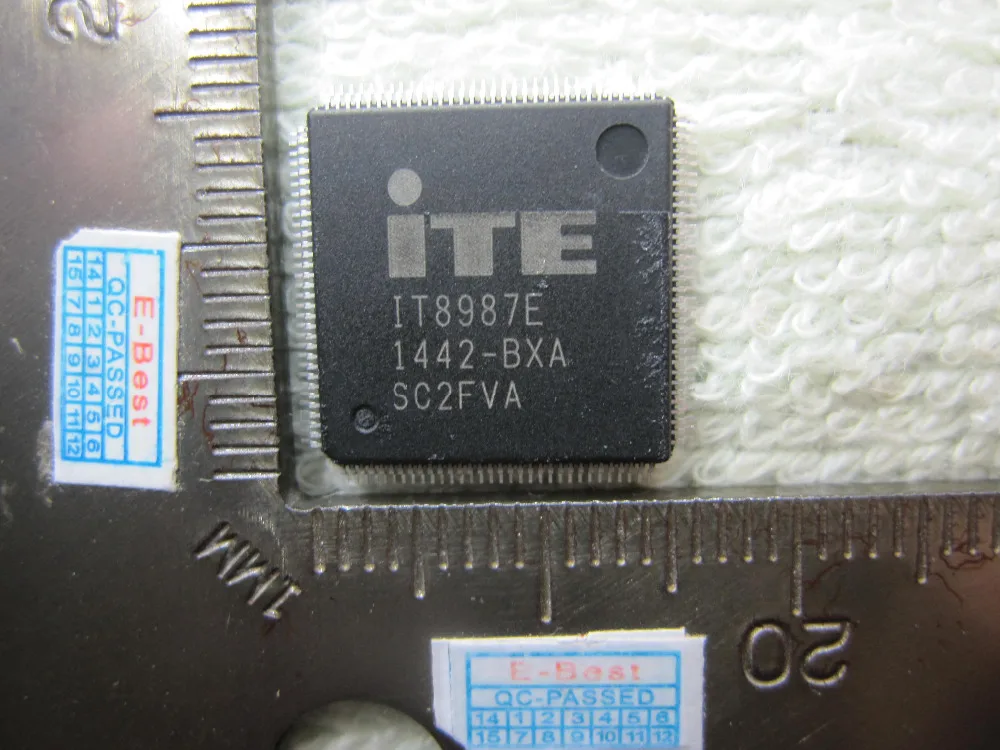 iTE
IT8987E
1442-BXA
SC2FVA
E-Best
QC-PASSED
14 1 2 3 4 5 6
15 7 8 9 10 11 12
1MM
2
20
E-Best
QC-PASSED
14 1 2 3 4 5 6
15 7 8 9 10 11 12